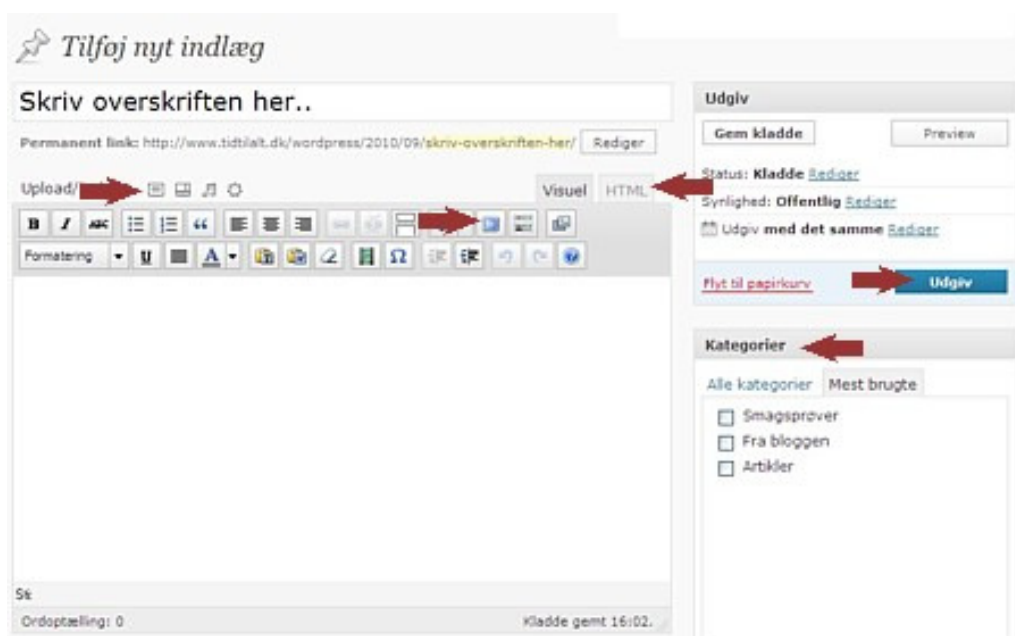 Tilføj nyt indlæg
Skriv overskriften her..
Permanent link: http://www.tidtilalt.dk/wordpress/2010/09/skriv-overskriften-her/ Rediger
Upload/
Visuel HTML
B I ABC
Formatering U A Ω
St
Ordoptælling: 0
Kladde gemt 16:02.
Udgiv
Gem kladde Preview
Status: Kladde Rediger
Synlighed: Offentlig Rediger
Udgiv med det samme Rediger
Flyt til papirkurv Udgiv
Kategorier
Alle kategorier Mest brugte
Smagsprøver
Fra bloggen
Artikler